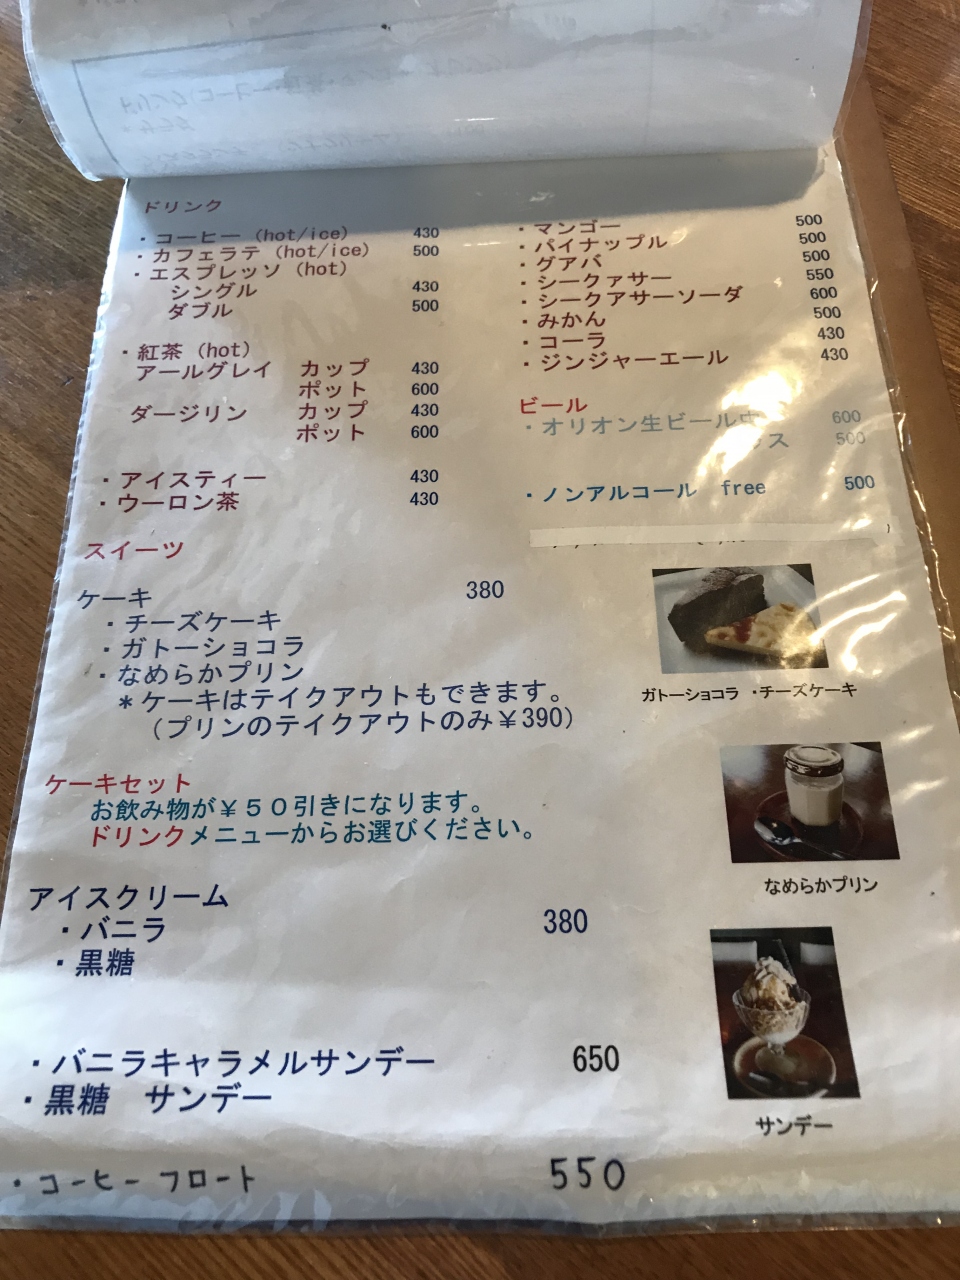 ドリンク
・コーヒー (hot/ice) 430
・カフェラテ (hot/ice) 500
・エスプレッソ (hot)
シングル 430
ダブル 500
・紅茶 (hot)
アールグレイ カップ 430
ポット 600
ダージリン カップ 430
ポット 600
・アイスティー 430
・ウーロン茶 430
・マンゴー 500
・パイナップル 500
・グアバ 500
・シークァサー 550
・シークアサーソーダ 600
・みかん 500
・コーラ 430
・ジンジャーエール 430
ビール
・オリオン生ビール 600
ス 500
・ノンアルコール free 500
スイーツ
ケーキ 380
・チーズケーキ
・ガトーショコラ
・なめらかプリン
＊ケーキはテイクアウトもできます。
（プリンのテイクアウトのみ￥390）
ケーキセット
お飲み物が￥５０引きになります。
ドリンクメニューからお選びください。
アイスクリーム
・バニラ 380
・黒糖
・バニラキャラメルサンデー 650
・黒糖 サンデー
・コーヒーフロート 550
ガトーショコラ ・チーズケーキ
なめらかプリン
サンデー